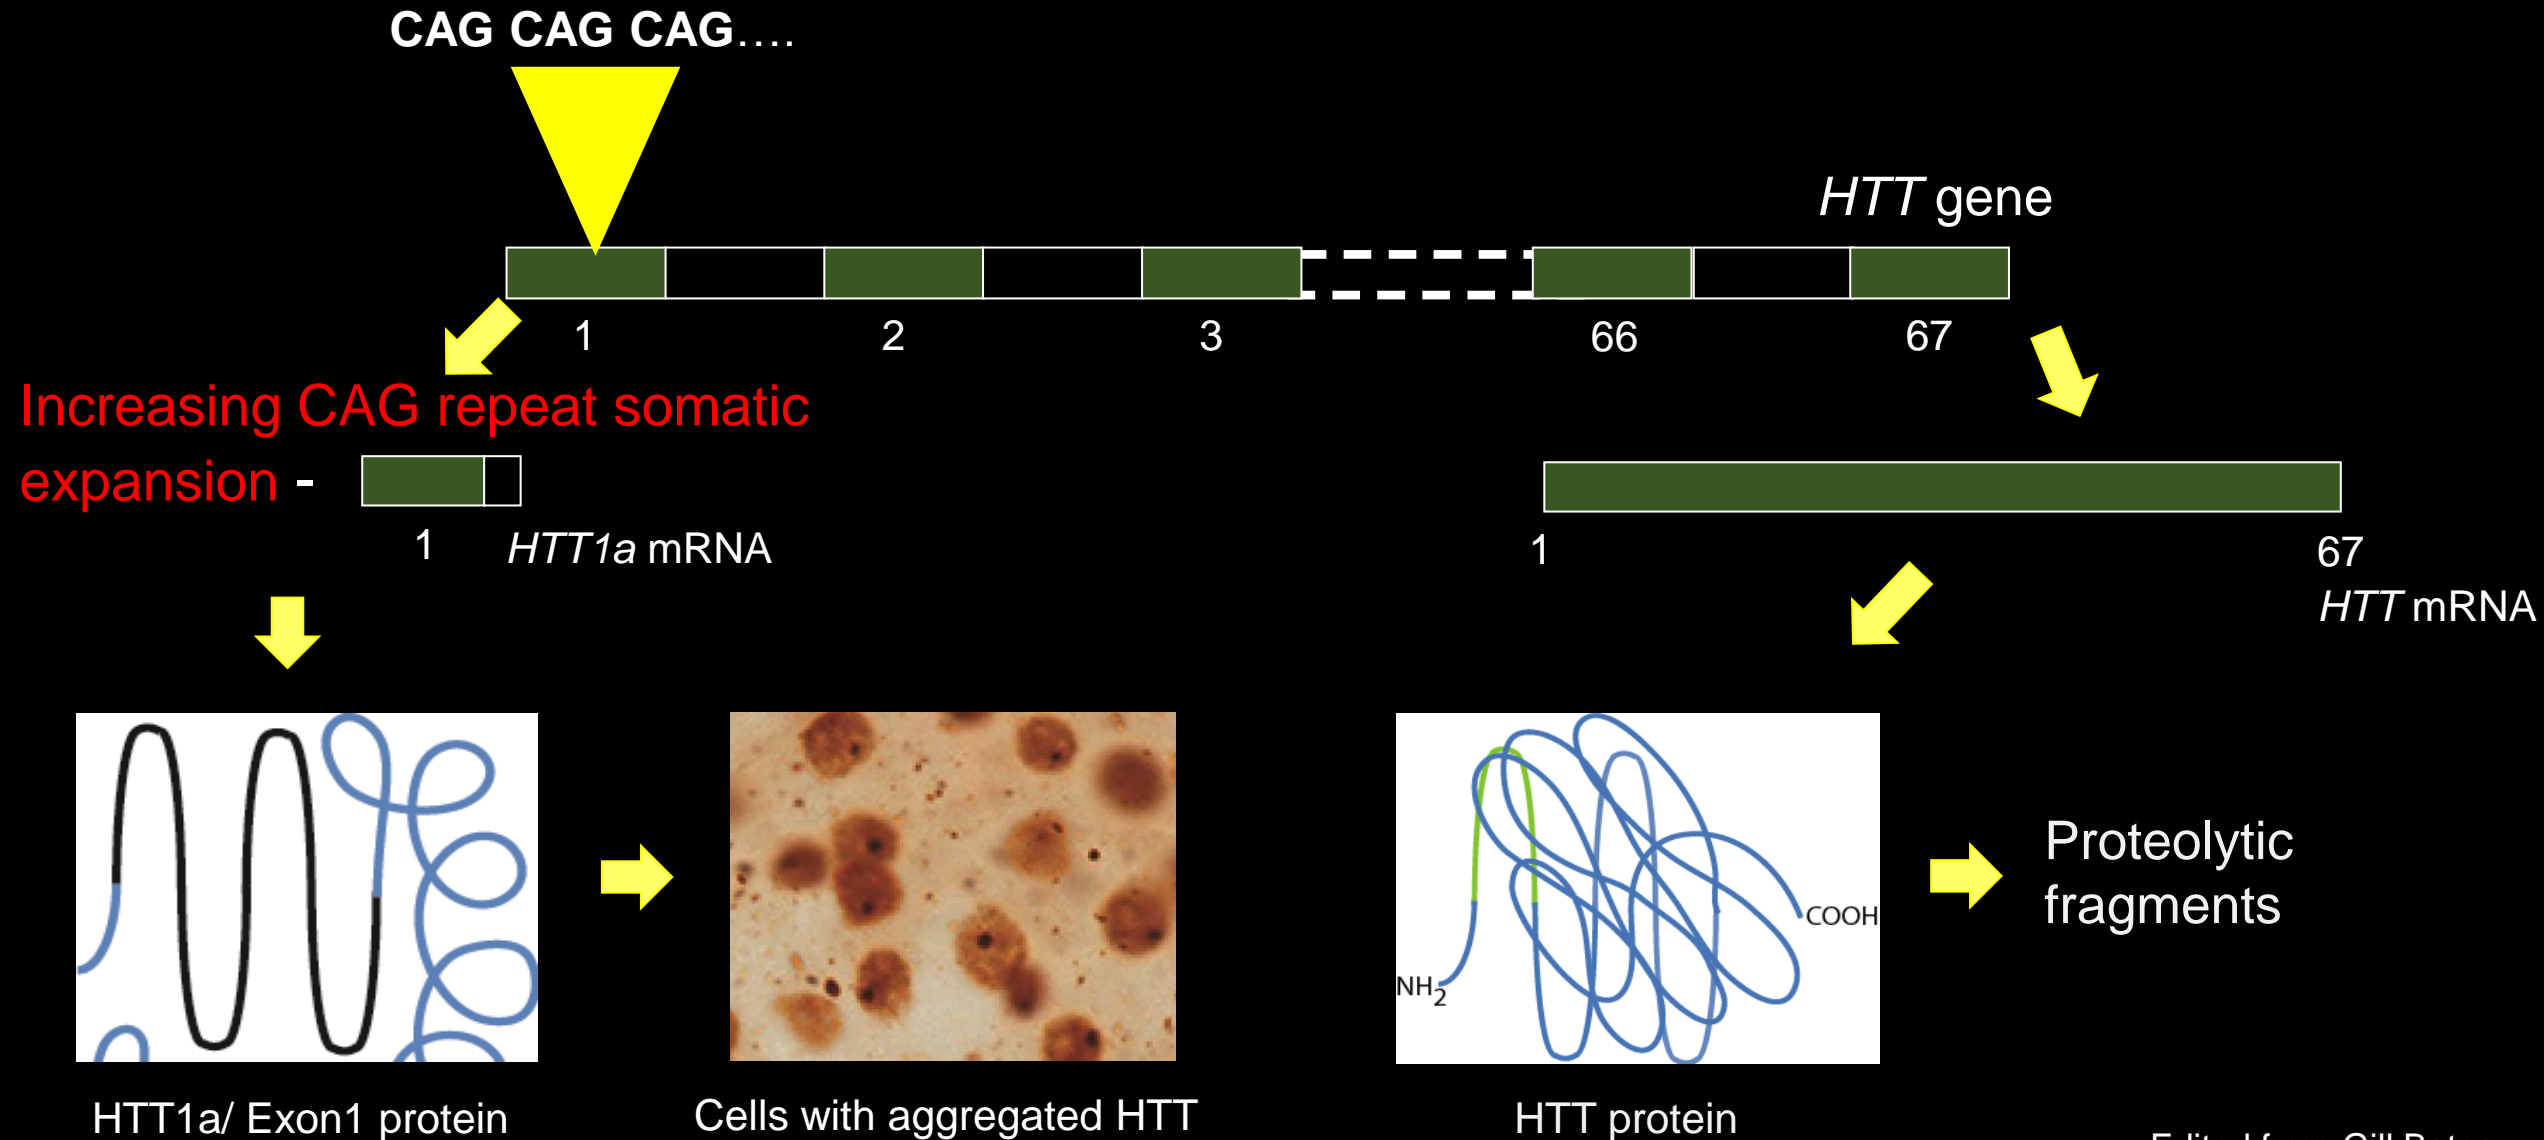 CAG CAG CAG....
HTT gene
1
2
3
66
67
Increasing CAG repeat somatic
expansion -
1
HTT1a mRNA
1
67
HTT mRNA
NH2
COOH
Proteolytic
fragments
HTT1a/ Exon1 protein
Cells with aggregated HTT
HTT protein